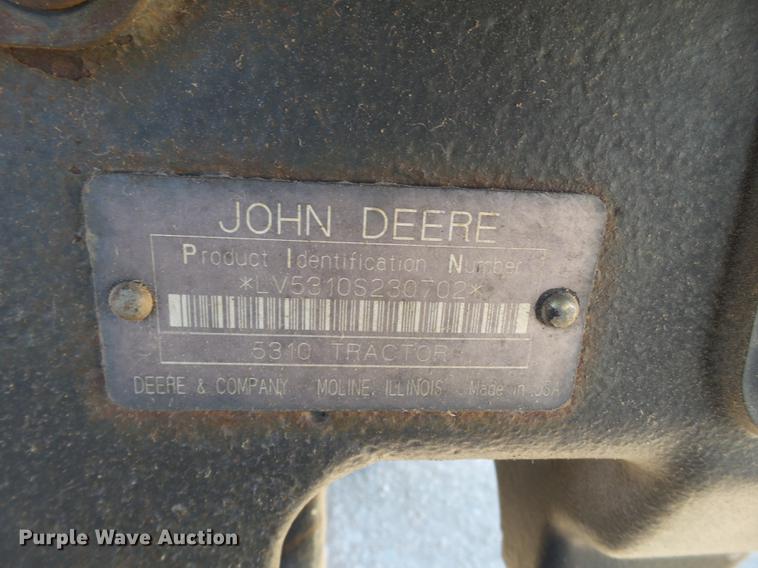 JOHN DEERE
Product Identification Number
*LV5310S230702*
5310 TRACTOR
DEERE & COMPANY MOLINE, ILLINOIS Made in USA
Purple Wave Auction